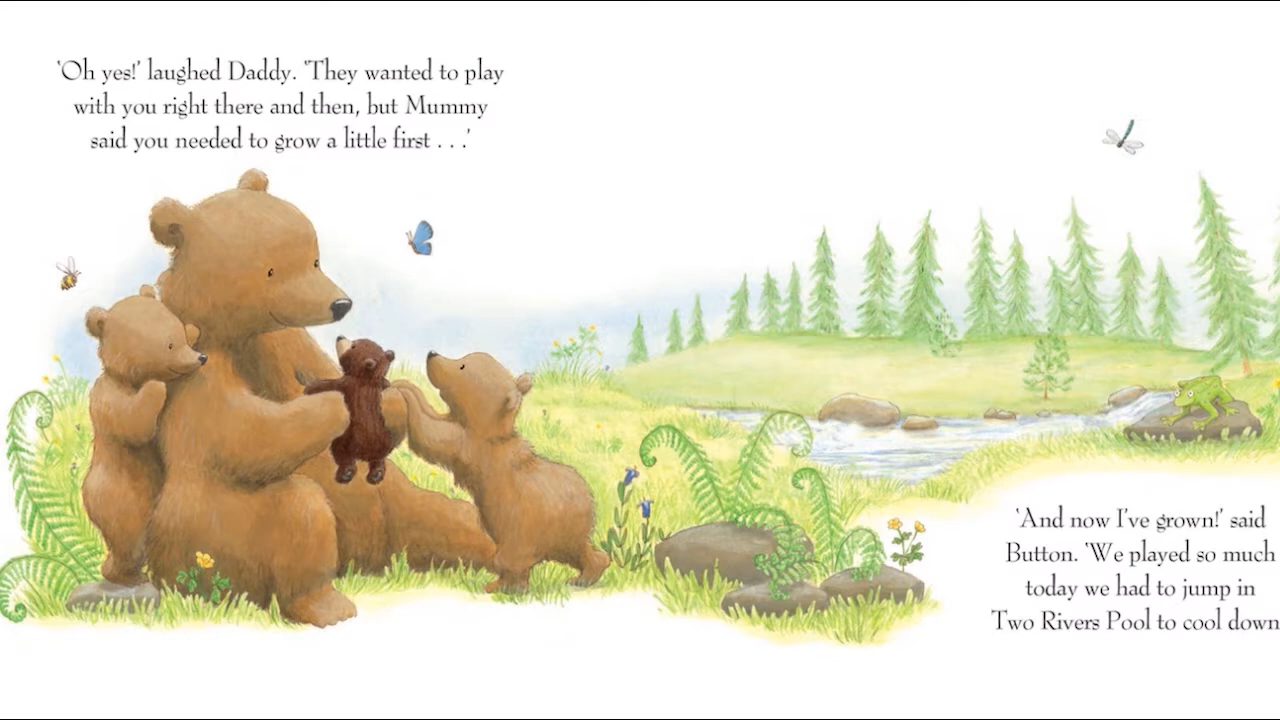 ‘Oh yes!’ laughed Daddy. ‘They wanted to play
with you right there and then, but Mummy
said you needed to grow a little first . . .’
‘And now I’ve grown!’ said
Button. ‘We played so much
today we had to jump in
Two Rivers Pool to cool down